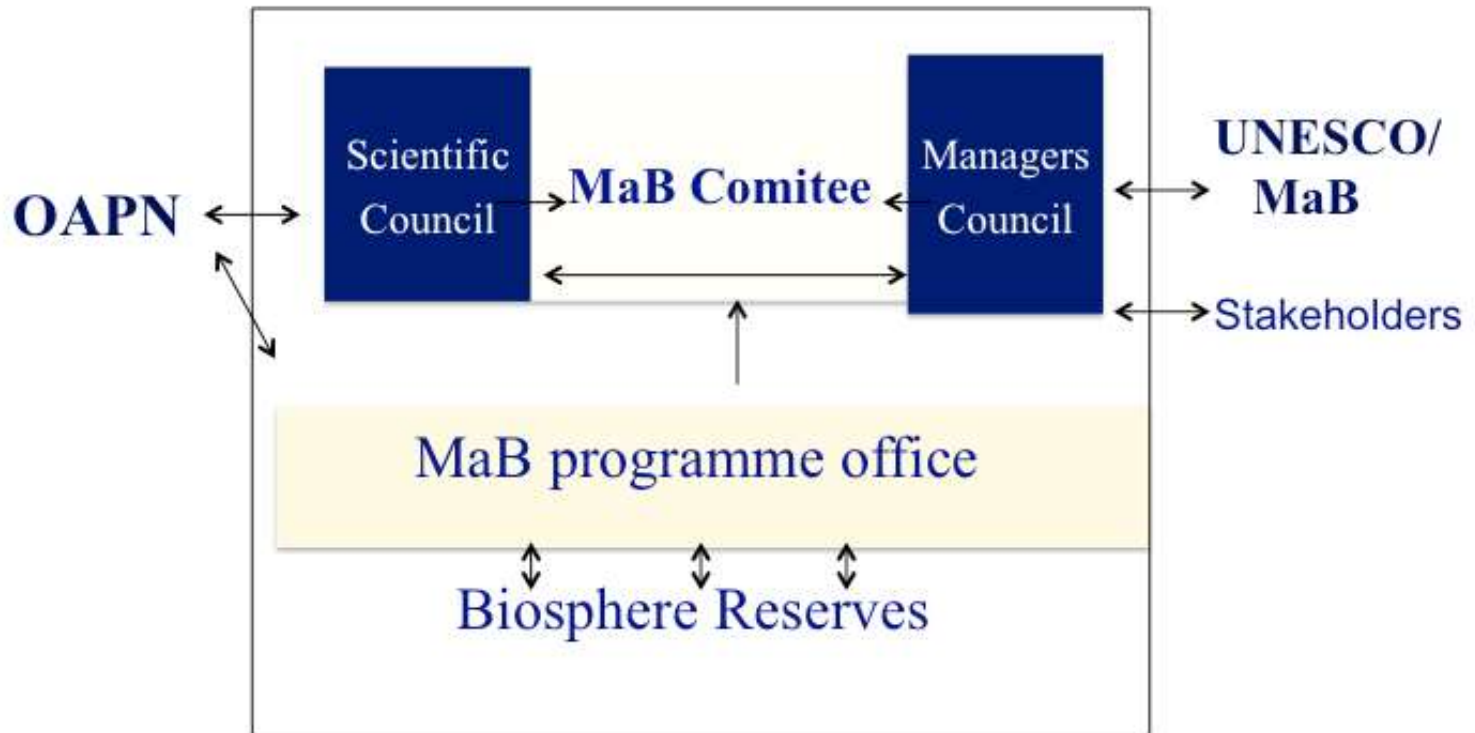 OAPN
Scientific
Council
MaB Comitee
Managers
Council
UNESCO/
MaB
Stakeholders
MaB programme office
Biosphere Reserves